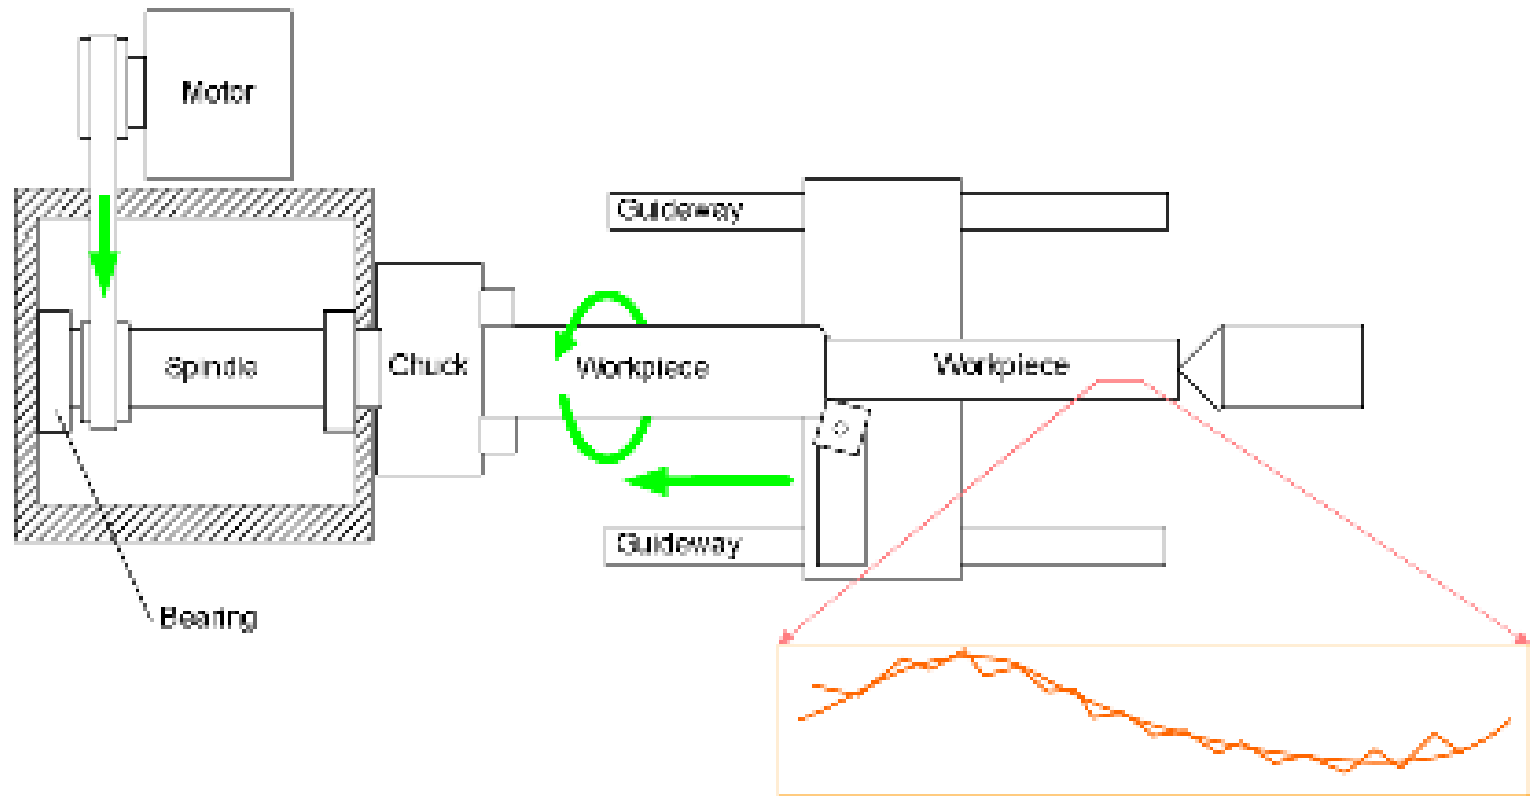 Motor
Guideway
Spindle
Chuck
Workpiece
Workpiece
Guideway
Bearing